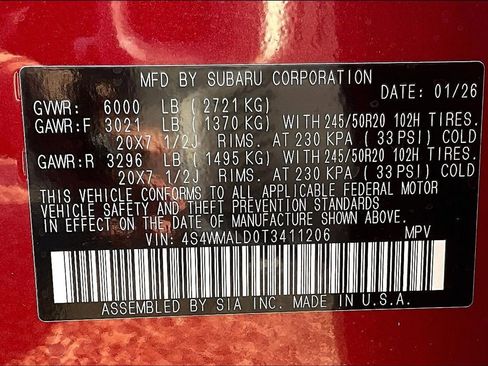 MFD BY SUBARU CORPORATION
DATE: 01/26
GVWR: 6000 LB (2721 KG)
GAWR:F 3021 LB (1370 KG) WITH 245/50R20 102H TIRES.
20X7 1/2J RIMS. AT 230 KPA (33 PSI) COLD
GAWR:R 3296 LB (1495 KG) WITH 245/50R20 102H TIRES.
20X7 1/2J RIMS. AT 230 KPA (33 PSI) COLD
THIS VEHICLE CONFORMS TO ALL APPLICABLE FEDERAL MOTOR
VEHICLE SAFETY AND THEFT PREVENTION STANDARDS
IN EFFECT ON THE DATE OF MANUFACTURE SHOWN ABOVE.
VIN: 4S4WMALD0T3411206 MPV
ASSEMBLED BY SIA INC. MADE IN U.S.A.